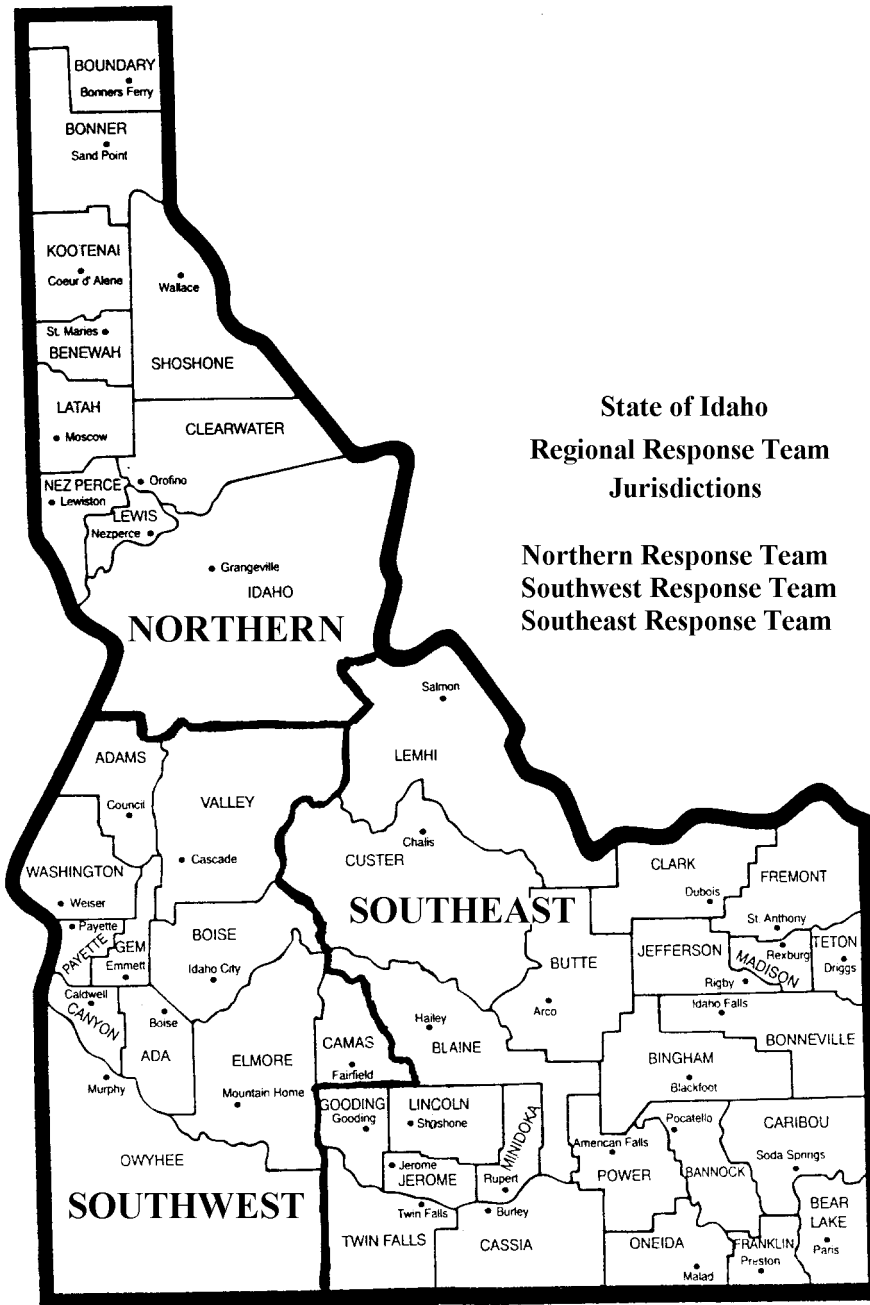 BOUNDARY
Bonners Ferry
BONNER
Sand Point
KOOTENAI
Coeur d' Alene
Wallace
St. Maries
BENEWAH
SHOSHONE
LATAH
Moscow
CLEARWATER
NEZ PERCE
Orofino
Lewiston
LEWIS
Nezperce
Grangeville
IDAHO
NORTHERN
State of Idaho
Regional Response Team
Jurisdictions
Northern Response Team
Southwest Response Team
Southeast Response Team
Salmon
LEMHI
ADAMS
Council
VALLEY
Cascade
WASHINGTON
Weiser
Chalis
CUSTER
CLARK
Dubois
FREMONT
St. Anthony
SOUTHEAST
Payette
PAYETTE
GEM
Emmett
BOISE
Idaho City
BUTTE
Arco
JEFFERSON
Rigby
MADISON
Rexburg
TETON
Driggs
Caldwell
CANYON
Boise
ADA
Murphy
ELMORE
Mountain Home
CAMAS
Fairfield
Hailey
BLAINE
Idaho Falls
BONNEVILLE
BINGHAM
Blackfoot
GOODING
Gooding
LINCOLN
Shoshone
MINIDOKA
Jerome
JEROME
Rupert
American Falls
POWER
Pocatello
BANNOCK
CARIBOU
Soda Springs
OWYHEE
SOUTHWEST
Twin Falls
TWIN FALLS
Burley
CASSIA
ONEIDA
Malad
FRANKLIN
Preston
BEAR
LAKE
Paris